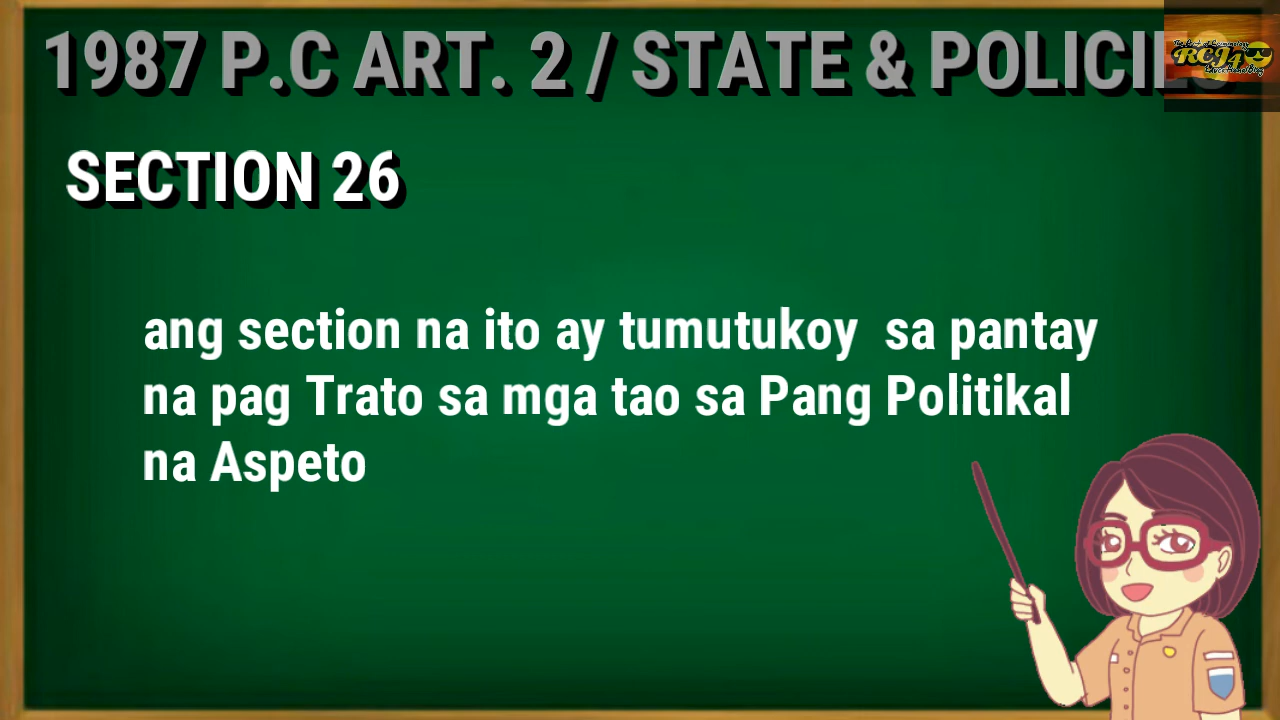 1987 P.C ART. 2 / STATE & POLICIES
RCJ4
SECTION 26
ang section na ito ay tumutukoy sa pantay
na pag Trato sa mga tao sa Pang Politikal
na Aspeto